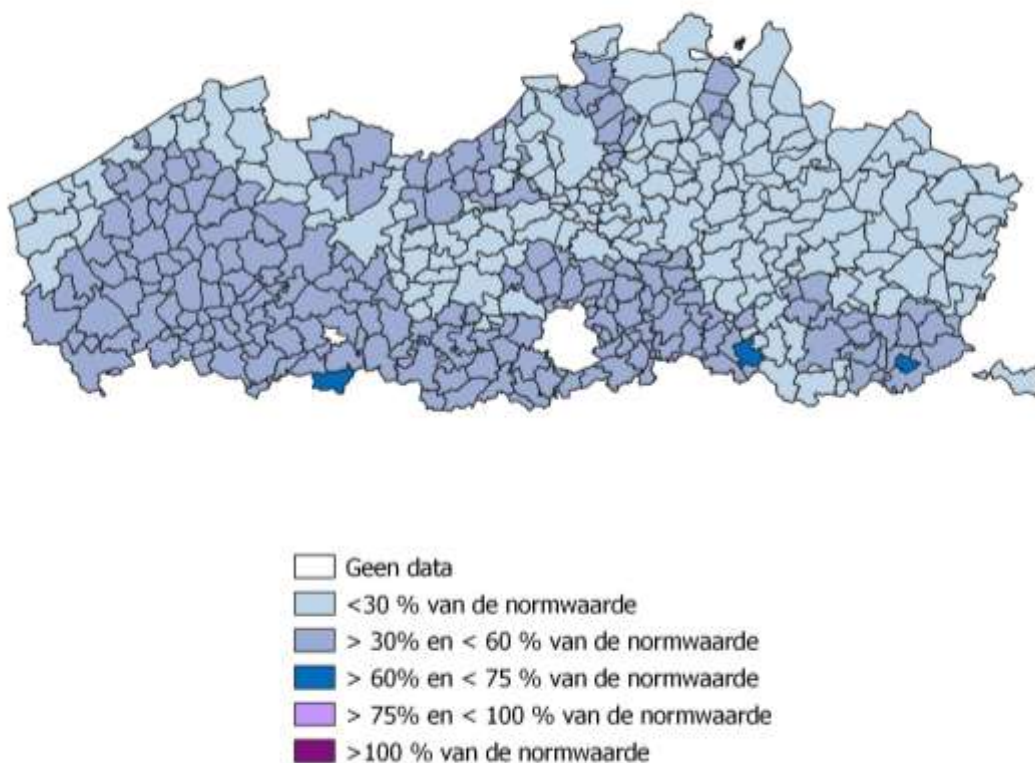 Geen data
<30 % van de normwaarde
> 30% en < 60 % van de normwaarde
> 60% en < 75 % van de normwaarde
> 75% en < 100 % van de normwaarde
>100 % van de normwaarde